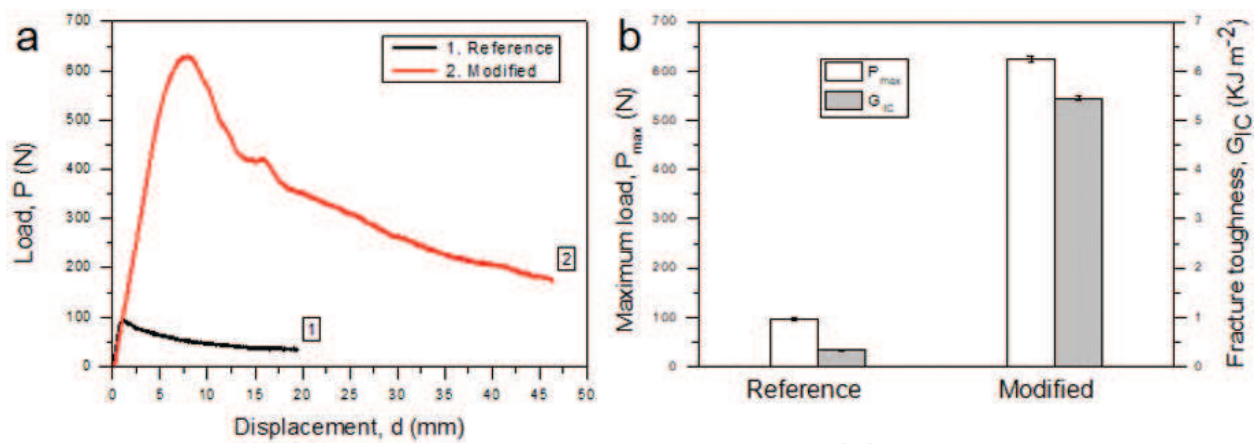 a
700
600
500
400
300
200
100
0
Load, P (N)
1. Reference
2. Modified
2
1
0 5 10 15 20 25 30 35 40 45 50
Displacement, d (mm)
b
700
600
500
400
300
200
100
0
Maximum load, Pmax (N)
Pmax
GIC
Reference Modified
7
6
5
4
3
2
1
0
Fracture toughness, GIC (KJ m-2)